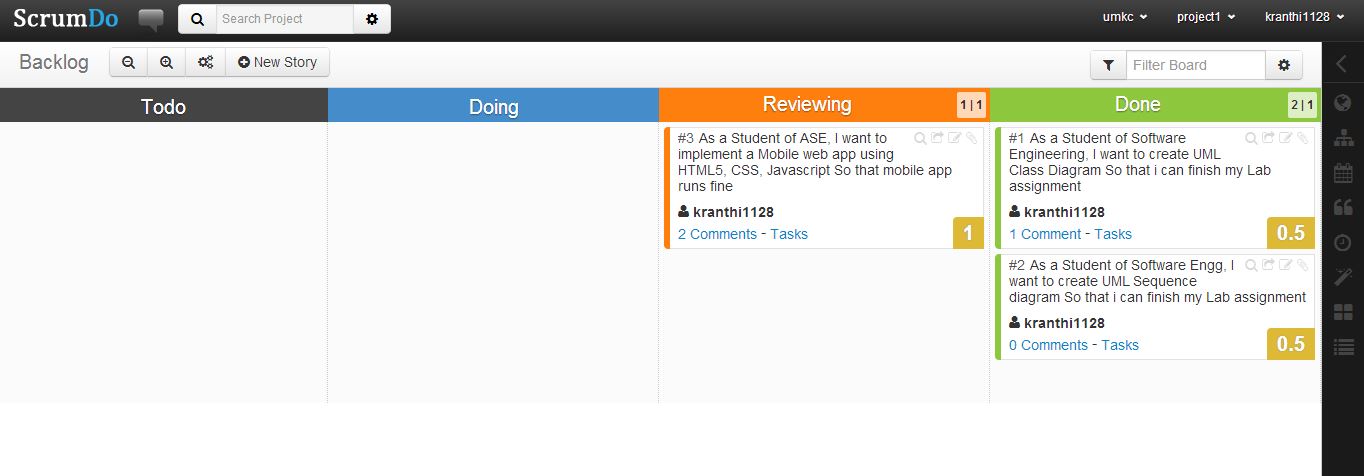 ScrumDo
Search Project
umkc
project1
kranthi1128
Backlog
New Story
Filter Board
Todo
Doing
Reviewing
1 | 1
Done
2 | 1
#3 As a Student of ASE, I want to
implement a Mobile web app using
HTML5, CSS, Javascript So that mobile app
runs fine
kranthi1128
2 Comments - Tasks
1
#1 As a Student of Software
Engineering, I want to create UML
Class Diagram So that i can finish my Lab
assignment
kranthi1128
1 Comment - Tasks
0.5
#2 As a Student of Software Engg, I
want to create UML Sequence
diagram So that i can finish my Lab assignment
kranthi1128
0 Comments - Tasks
0.5